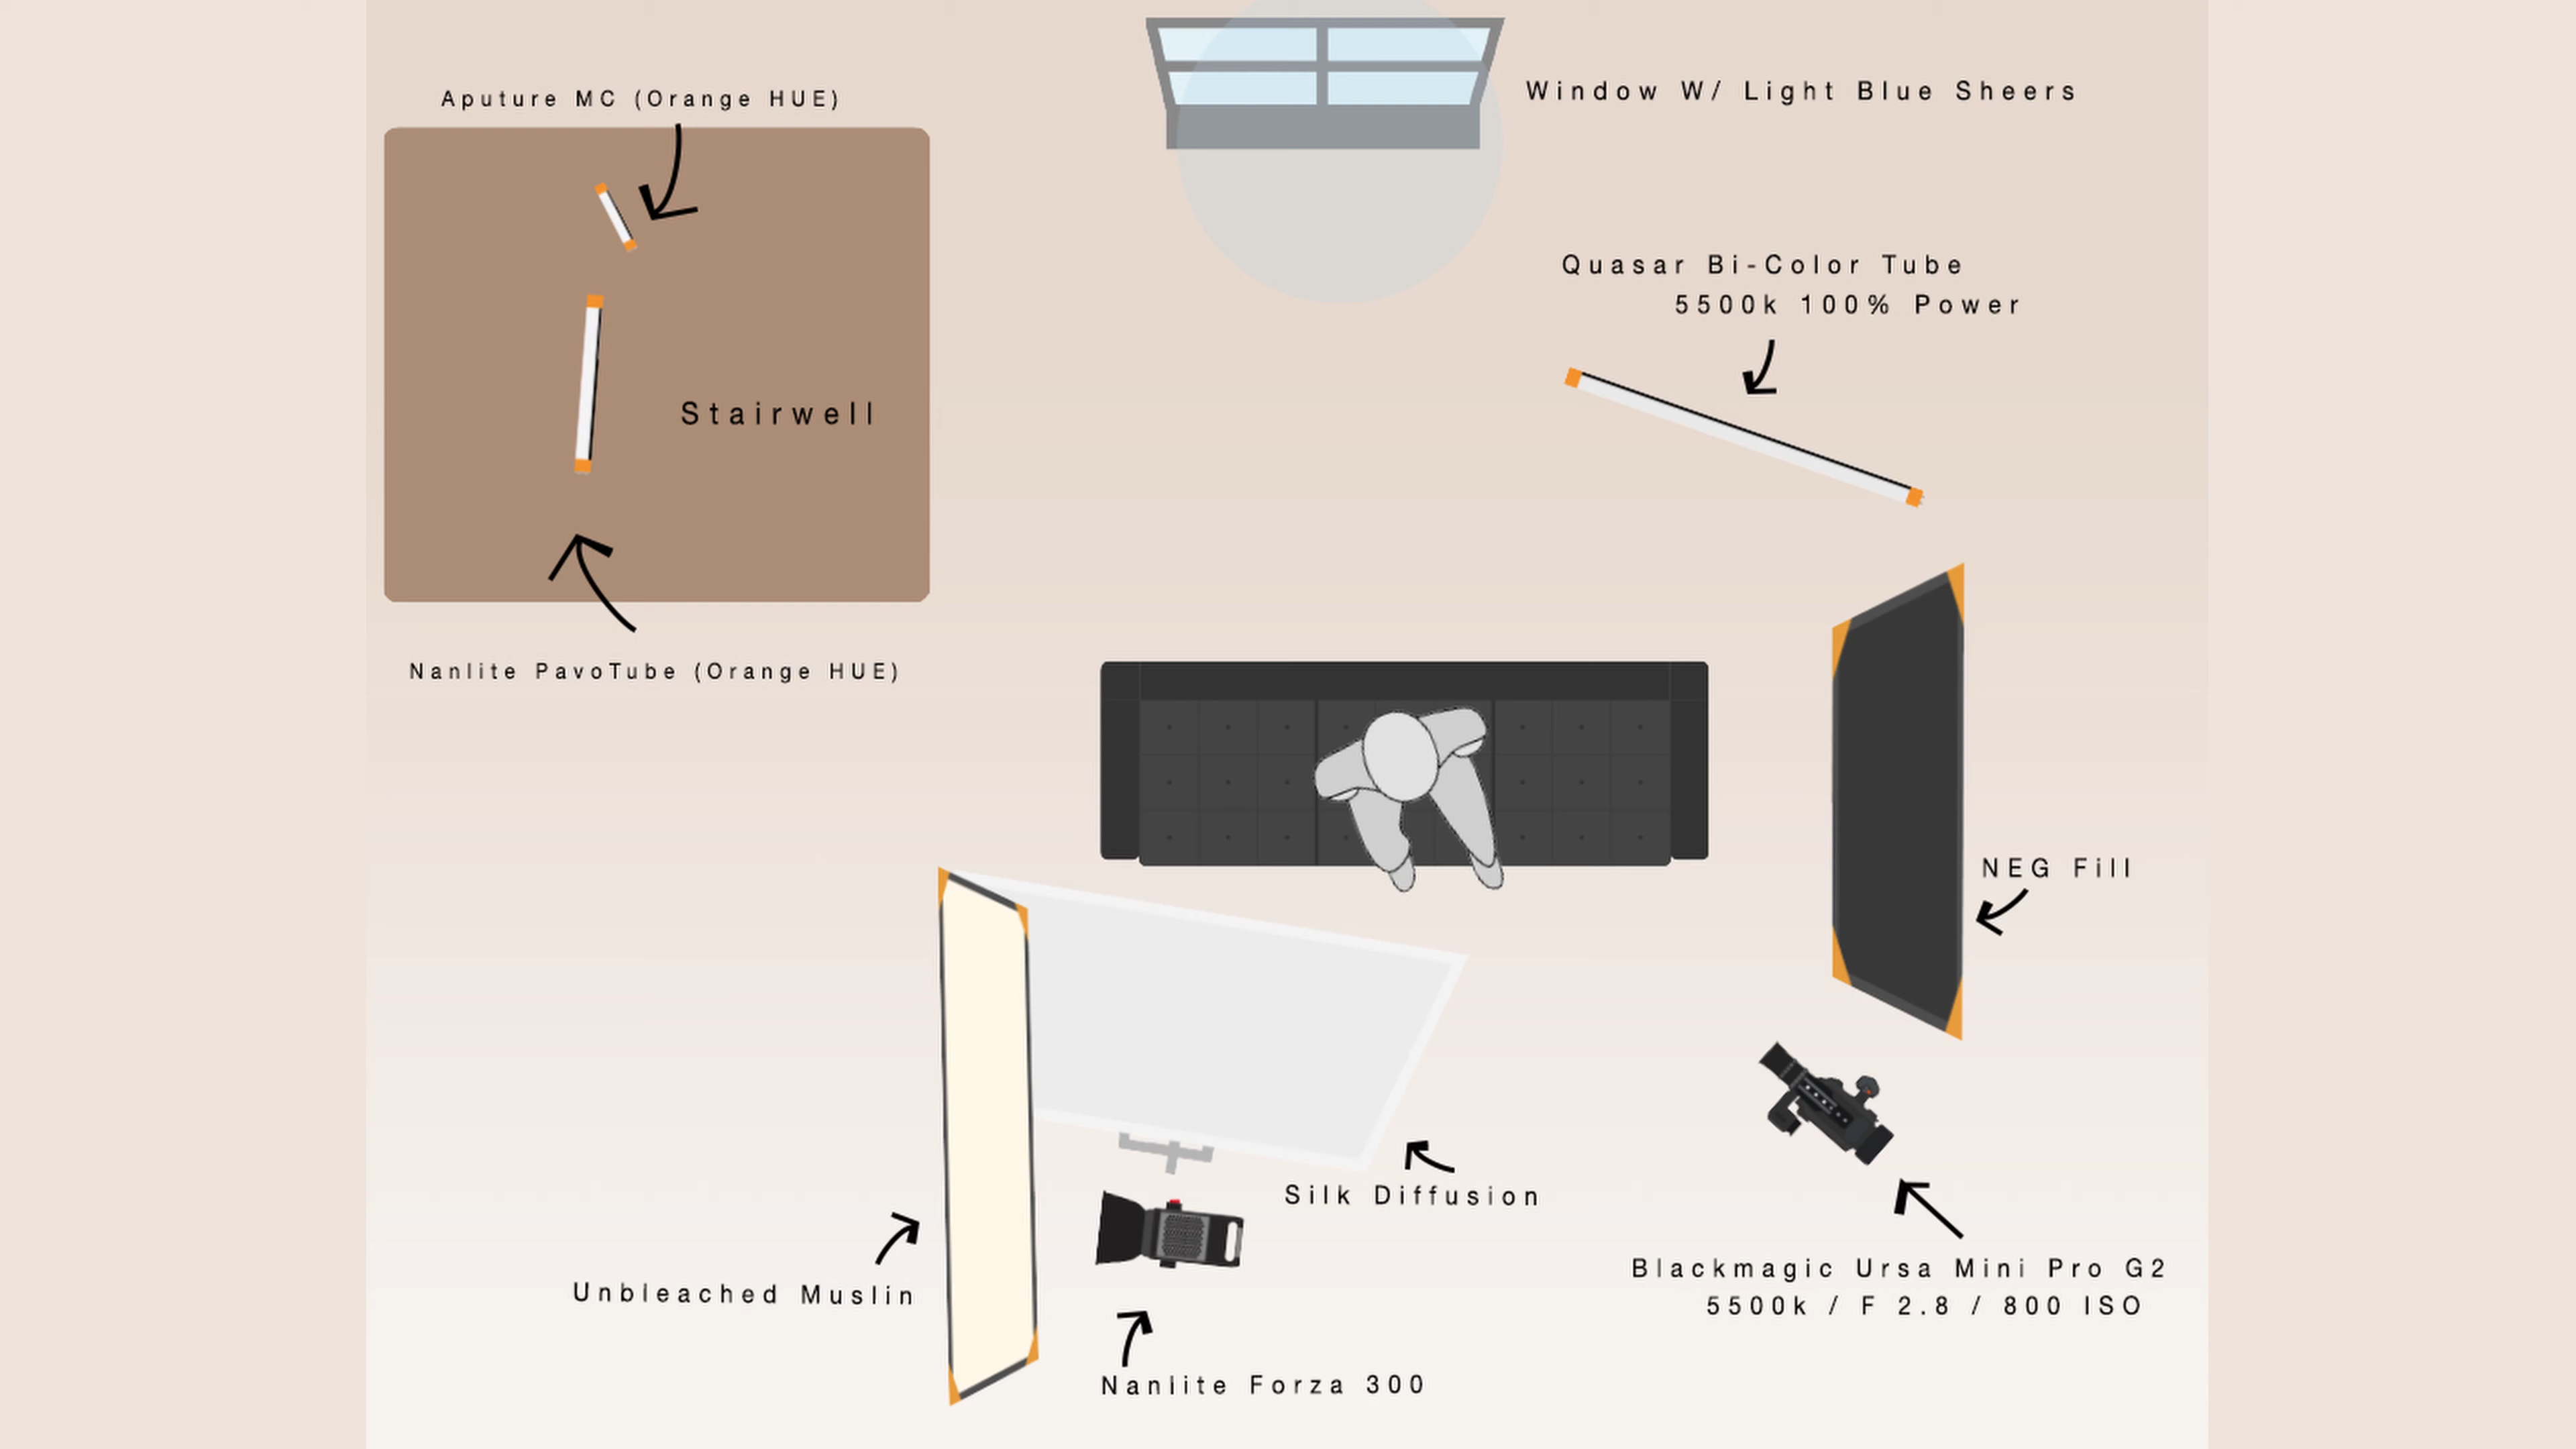 Aputure MC (Orange HUE)
Window W/ Light Blue Sheers
Quasar Bi-Color Tube
5500k 100% Power
Stairwell
Nanlite PavoTube (Orange HUE)
NEG Fill
Silk Diffusion
Unbleached Muslin
Blackmagic Ursa Mini Pro G2
5500k / F 2.8 / 800 ISO
Nanlite Forza 300